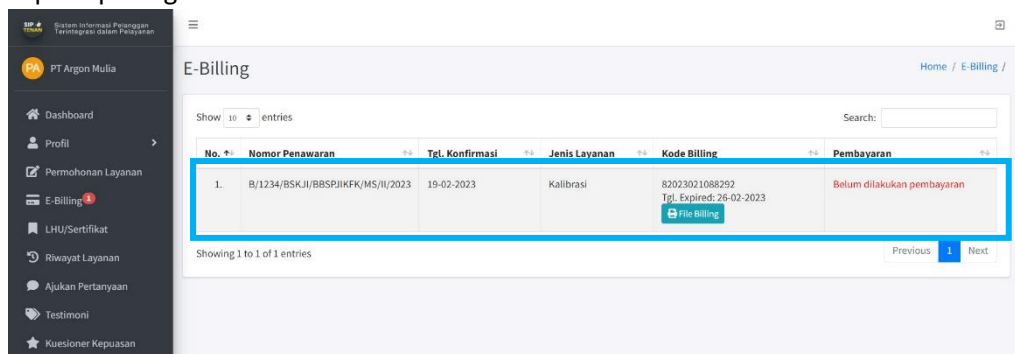 SIP TENAN Sistem Informasi Pelanggan
Terintegrasi dalam Pelayanan
PA PT Argon Mulia
Dashboard
Profil
Permohonan Layanan
E-Billing 1
LHU/Sertifikat
Riwayat Layanan
Ajukan Pertanyaan
Testimoni
Kuesioner Kepuasan
E-Billing
Home / E-Billing /
Show 10 entries
Search:
No. Nomor Penawaran Tgl. Konfirmasi Jenis Layanan Kode Billing Pembayaran
1. B/1234/BSKJI/BBSPJIKFK/MS/II/2023 19-02-2023 Kalibrasi 82023021088292 Belum dilakukan pembayaran
Tgl. Expired: 26-02-2023
File Billing
Showing 1 to 1 of 1 entries
Previous 1 Next